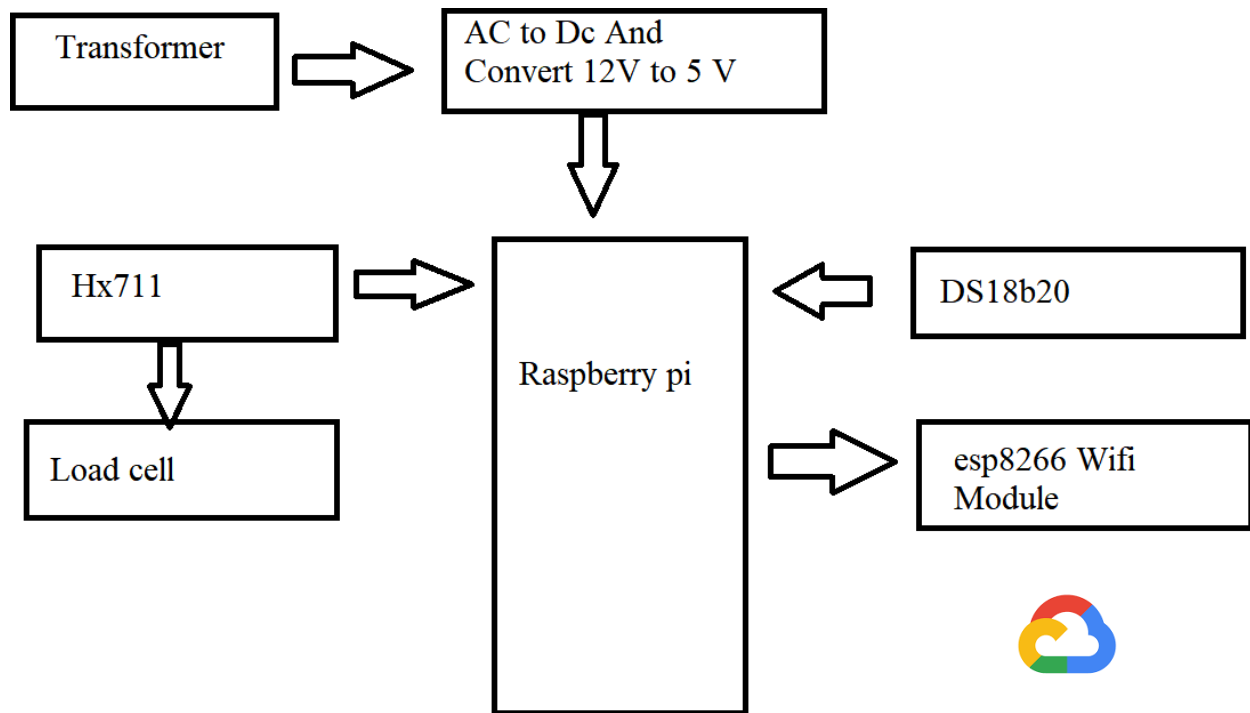 Transformer
AC to Dc And
Convert 12V to 5 V
Hx711
DS18b20
Raspberry pi
Load cell
esp8266 Wifi
Module